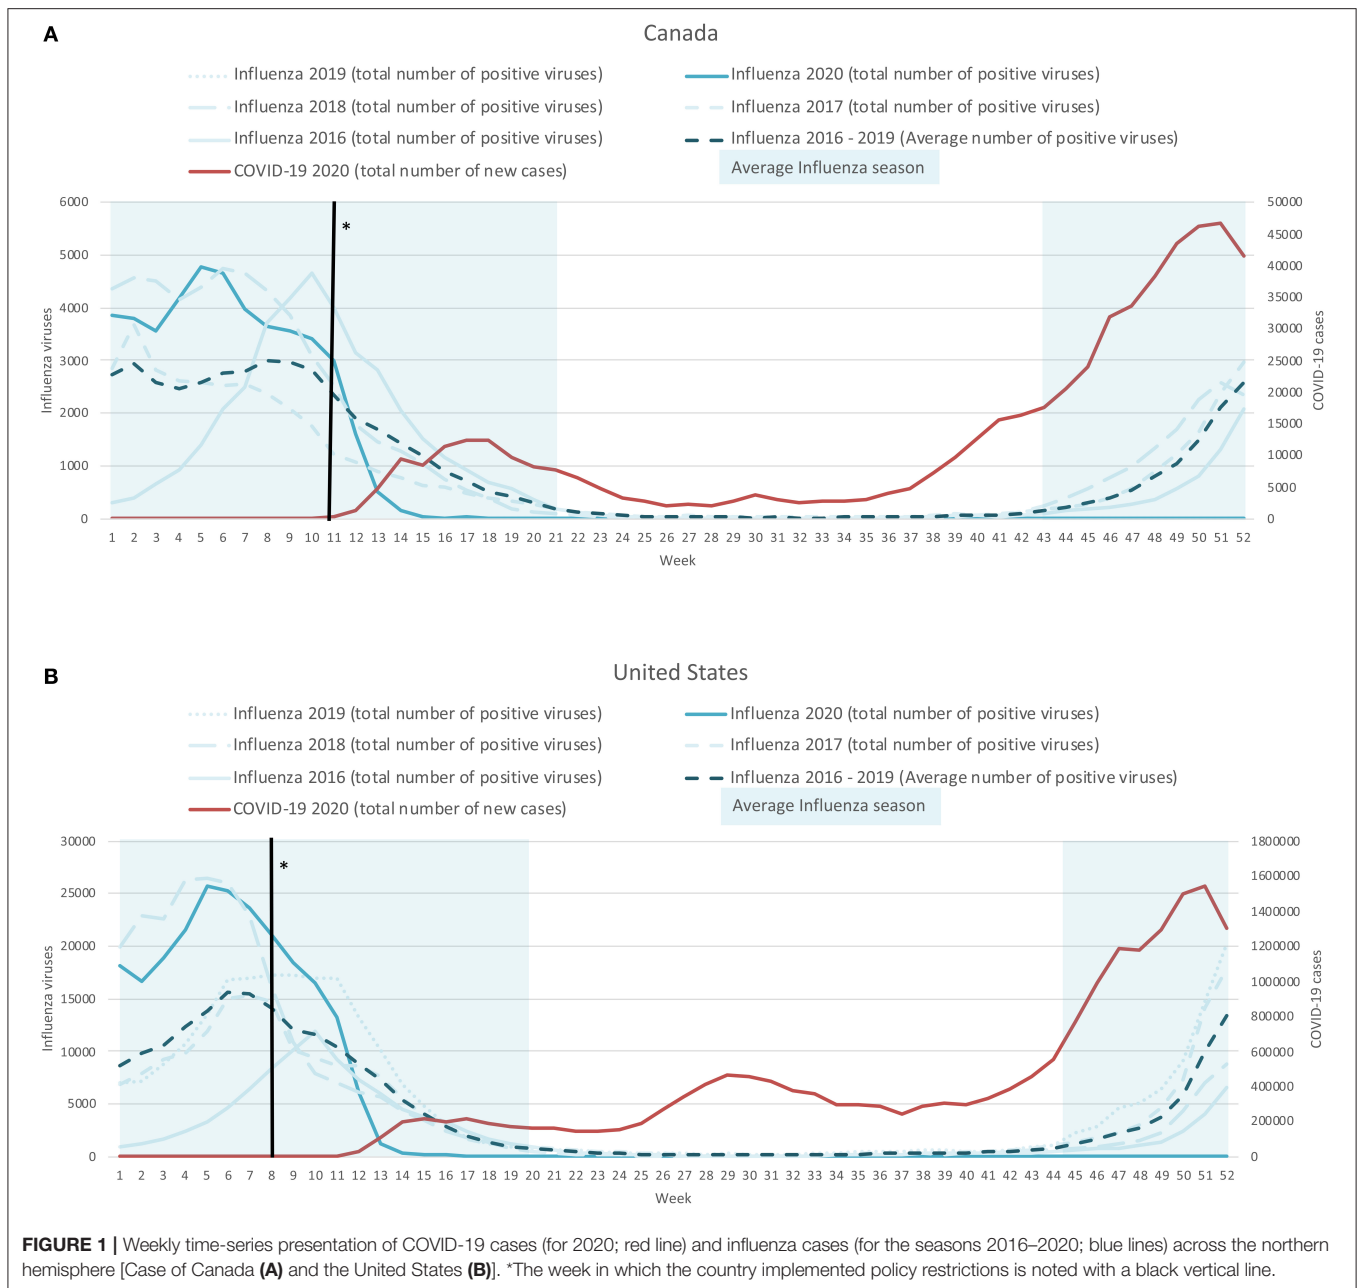 A
Canada
Influenza 2019 (total number of positive viruses)
Influenza 2020 (total number of positive viruses)
Influenza 2018 (total number of positive viruses)
Influenza 2017 (total number of positive viruses)
Influenza 2016 (total number of positive viruses)
Influenza 2016 - 2019 (Average number of positive viruses)
COVID-19 2020 (total number of new cases)
Average Influenza season
6000
5000
4000
3000
2000
1000
0
Influenza viruses
*
50000
45000
40000
35000
30000
25000
20000
15000
10000
5000
0
COVID-19 cases
1 2 3 4 5 6 7 8 9 10 11 12 13 14 15 16 17 18 19 20 21 22 23 24 25 26 27 28 29 30 31 32 33 34 35 36 37 38 39 40 41 42 43 44 45 46 47 48 49 50 51 52
Week
B
United States
Influenza 2019 (total number of positive viruses)
Influenza 2020 (total number of positive viruses)
Influenza 2018 (total number of positive viruses)
Influenza 2017 (total number of positive viruses)
Influenza 2016 (total number of positive viruses)
Influenza 2016 - 2019 (Average number of positive viruses)
COVID-19 2020 (total number of new cases)
Average Influenza season
30000
25000
20000
15000
10000
5000
0
Influenza viruses
*
1800000
1600000
1400000
1200000
1000000
800000
600000
400000
200000
0
COVID-19 cases
1 2 3 4 5 6 7 8 9 10 11 12 13 14 15 16 17 18 19 20 21 22 23 24 25 26 27 28 29 30 31 32 33 34 35 36 37 38 39 40 41 42 43 44 45 46 47 48 49 50 51 52
Week
FIGURE 1 | Weekly time-series presentation of COVID-19 cases (for 2020; red line) and influenza cases (for the seasons 2016–2020; blue lines) across the northern
hemisphere [Case of Canada (A) and the United States (B)]. *The week in which the country implemented policy restrictions is noted with a black vertical line.